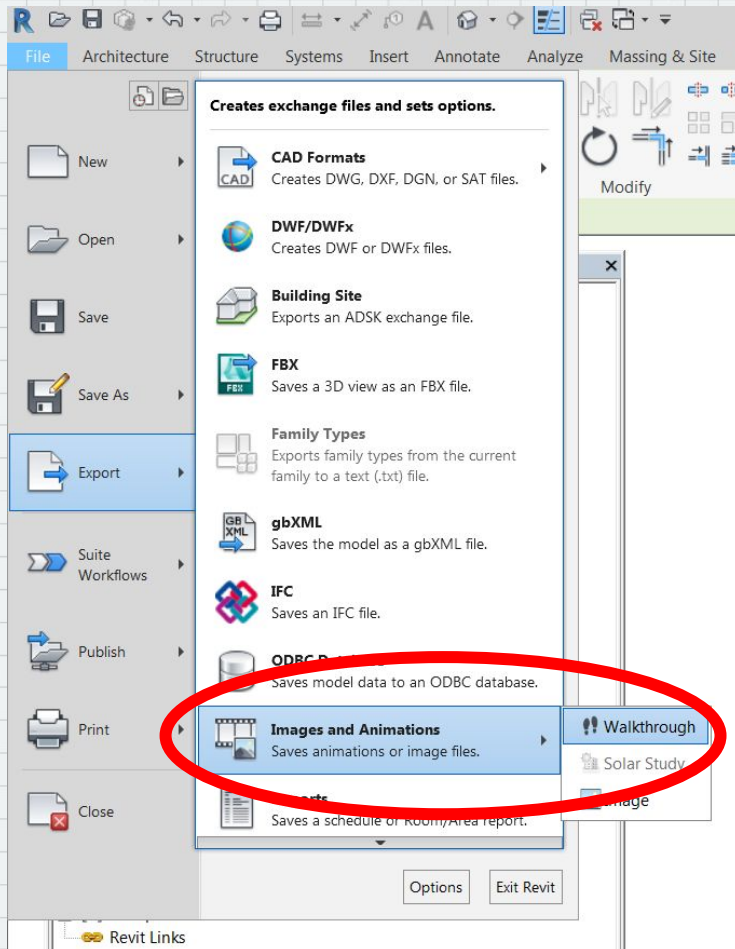 File Architecture Structure Systems Insert Annotate Analyze Massing & Site
Creates exchange files and sets options.
New
Open
Save
Save As
Export
Suite
Workflows
Publish
Print
Close
CAD
CAD Formats
Creates DWG, DXF, DGN, or SAT files.
DWF/DWFx
Creates DWF or DWFx files.
Building Site
Exports an ADSK exchange file.
FBX
FBX
Saves a 3D view as an FBX file.
Family Types
Exports family types from the current
family to a text (.txt) file.
GB
XML
gbXML
Saves the model as a gbXML file.
IFC
Saves an IFC file.
ODBC
Saves model data to an ODBC database.
Images and Animations
Saves animations or image files.
Saves a schedule or Room/Area report.
Walkthrough
Solar Study
Image
Modify
Options Exit Revit
Revit Links